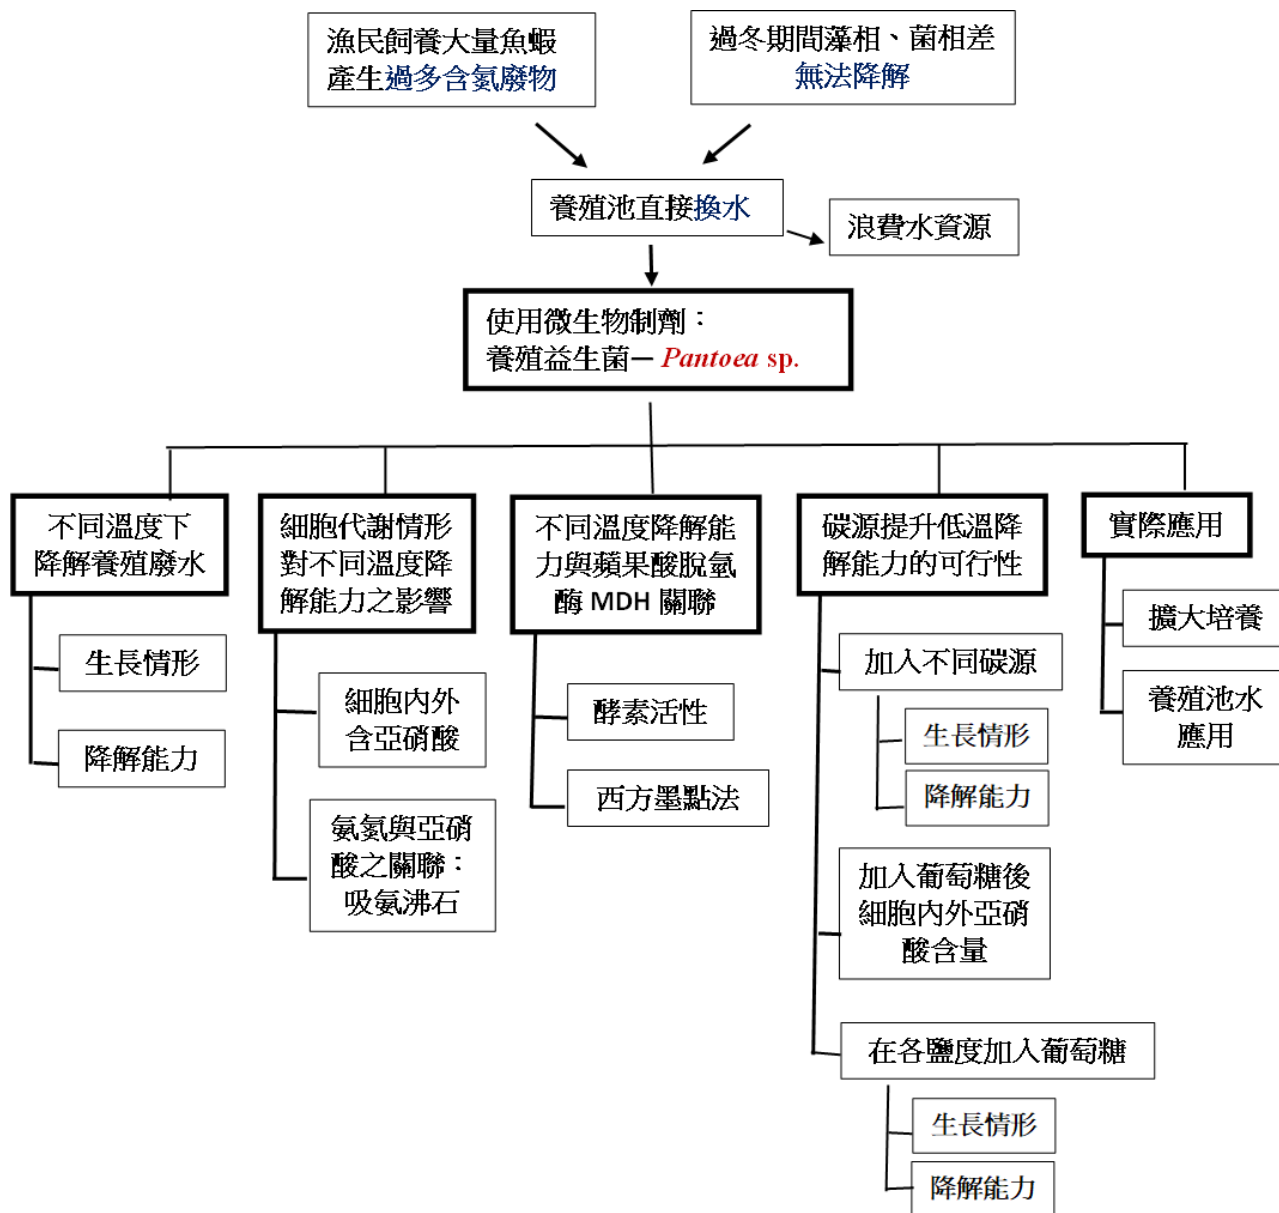 漁民飼養大量魚蝦
產生過多含氮廢物
過冬期間藻相、菌相差
無法降解
養殖池直接換水
浪費水資源
使用微生物制劑：
養殖益生菌— Pantoea sp.
不同溫度下
降解養殖廢水
生長情形
降解能力
細胞代謝情形
對不同溫度降
解能力之影響
細胞內外
含亞硝酸
氨氮與亞硝
酸之關聯：
吸氨沸石
不同溫度降解能
力與蘋果酸脫氫
酶 MDH 關聯
酵素活性
西方墨點法
碳源提升低溫降
解能力的可行性
加入不同碳源
生長情形
降解能力
加入葡萄糖後
細胞內外亞硝
酸含量
在各鹽度加入葡萄糖
生長情形
降解能力
實際應用
擴大培養
養殖池水
應用